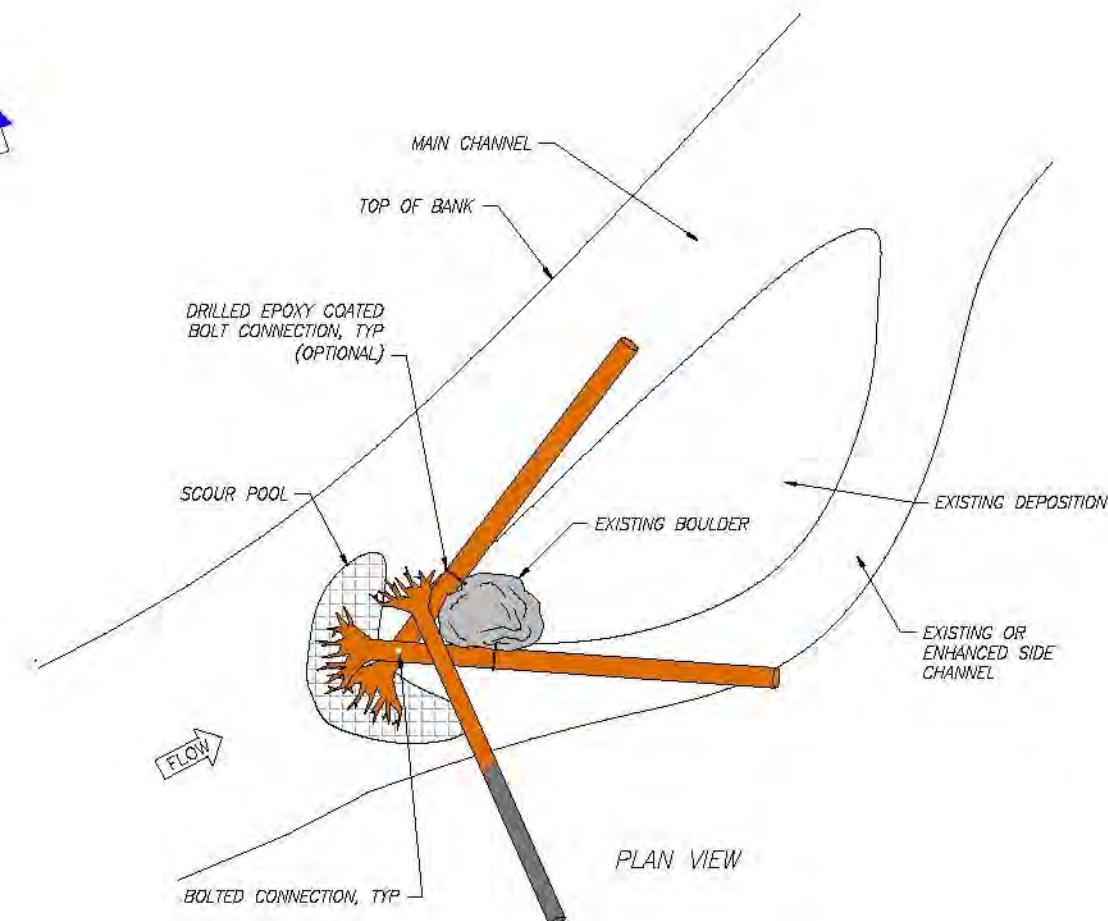 MAIN CHANNEL
TOP OF BANK
DRILLED EPOXY COATED
BOLT CONNECTION, TYP
(OPTIONAL)
SCOUR POOL
EXISTING BOULDER
EXISTING DEPOSITION
EXISTING OR
ENHANCED SIDE
CHANNEL
FLOW
PLAN VIEW
BOLTED CONNECTION, TYP